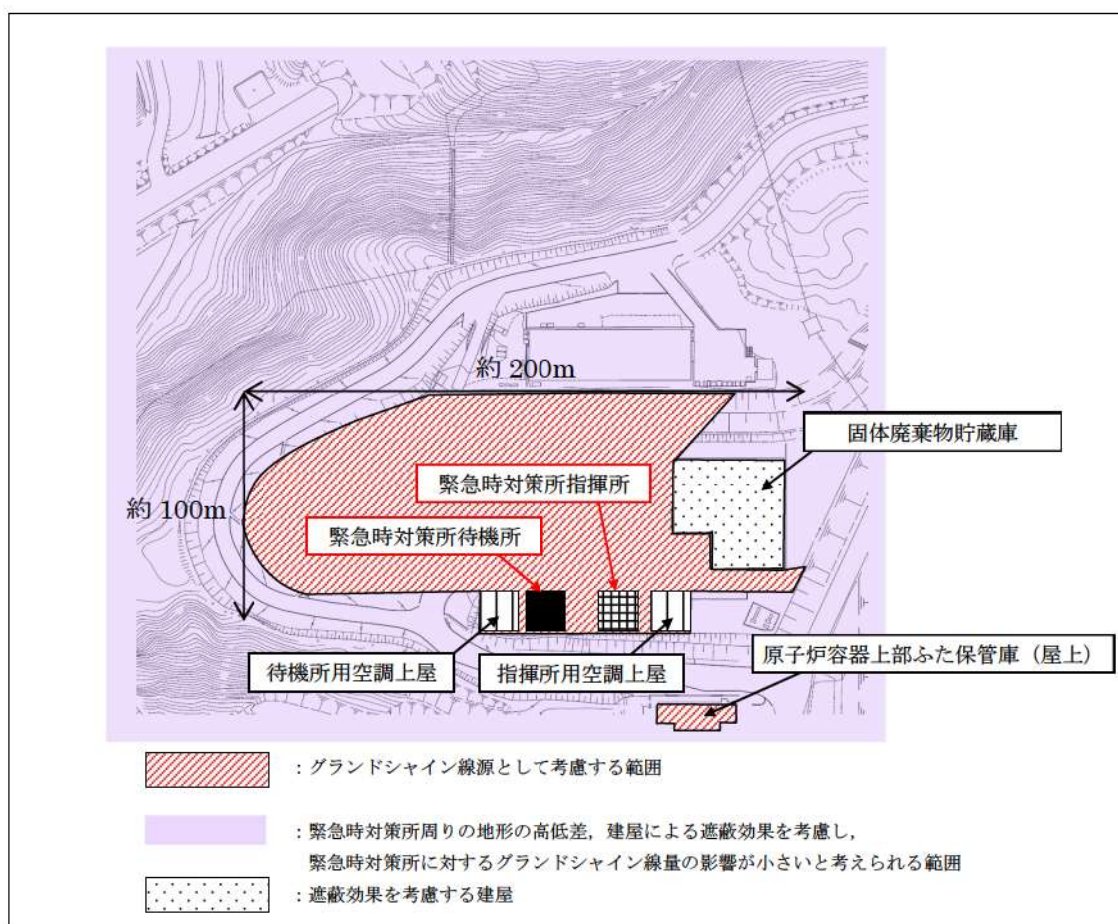 約 200m
固体廃棄物貯蔵庫
緊急時対策所指揮所
約 100m
緊急時対策所待機所
原子炉容器上部ふた保管庫（屋上）
待機所用空調上屋
指揮所用空調上屋
：グランドシャイン線源として考慮する範囲
：緊急時対策所周りの地形の高低差，建屋による遮蔽効果を考慮し，
緊急時対策所に対するグランドシャイン線量の影響が小さいと考えられる範囲
：遮蔽効果を考慮する建屋